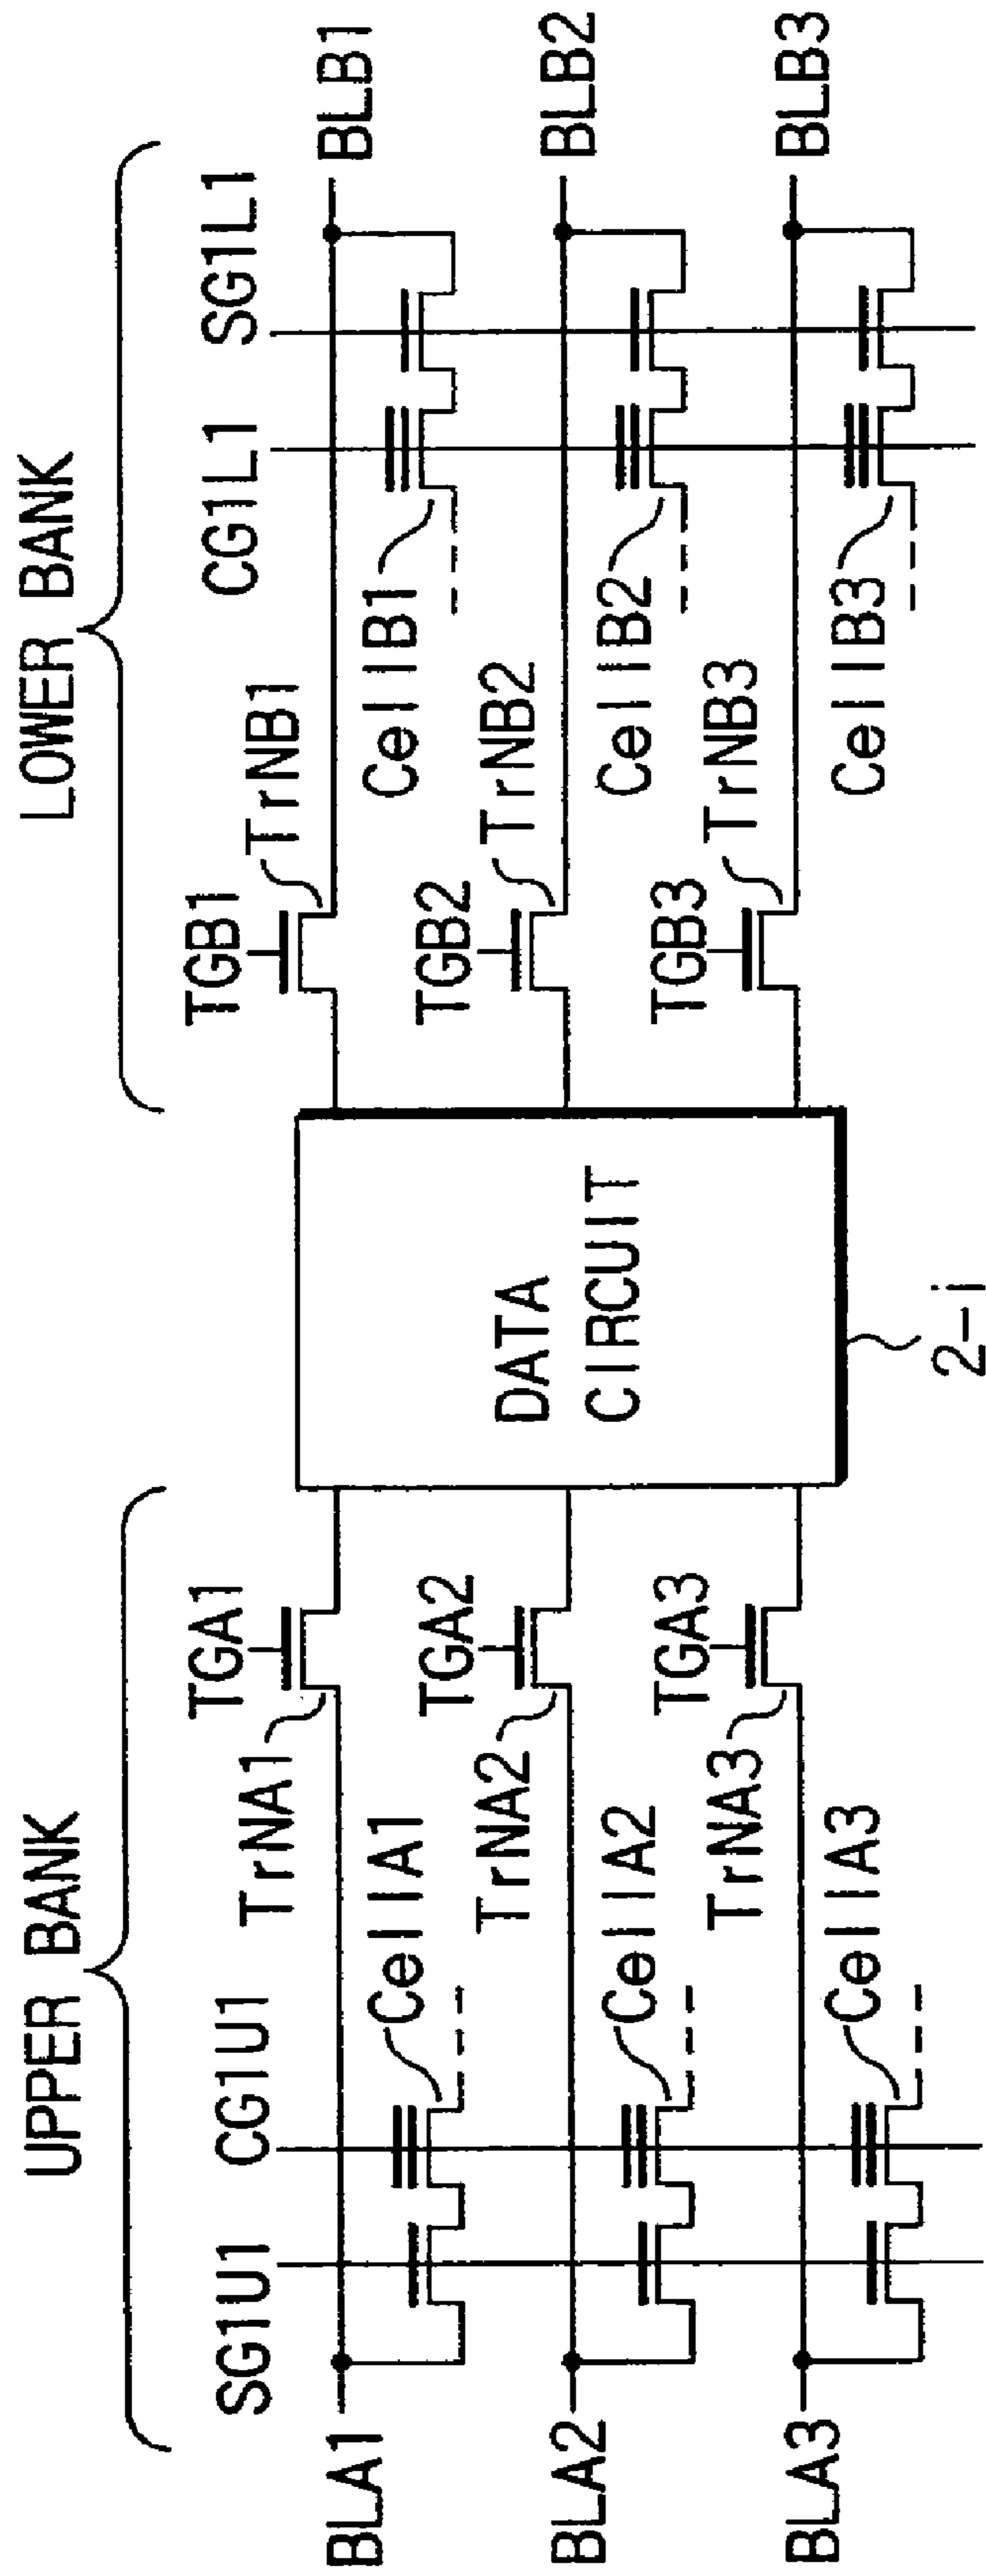 UPPER BANK
LOWER BANK
SG1U1
CG1U1
TGA1
TGB1
CG1L1
SG1L1
TrNA1
TrNB1
BLA1
BLB1
CellA1
CellB1
TGA2
TGB2
TrNA2
TrNB2
BLA2
BLB2
DATA
CIRCUIT
CellA2
CellB2
TGA3
TGB3
TrNA3
TrNB3
BLA3
BLB3
CellA3
CellB3
2-i